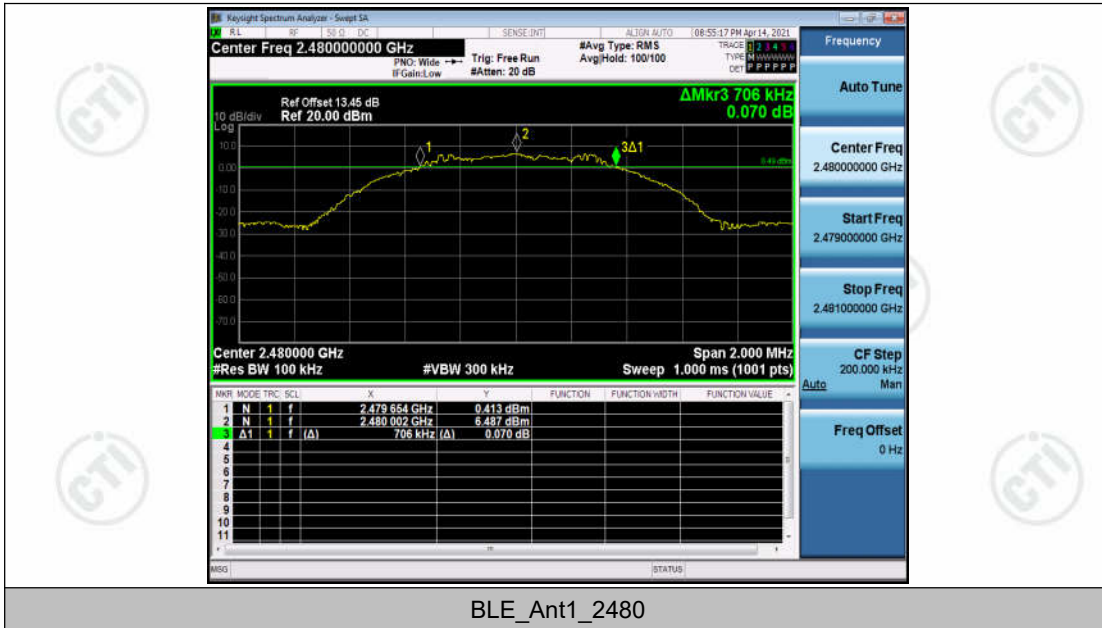 Keysight Spectrum Analyzer - Swept SA
RL RF 50 Ω DC SENSE:INT ALIGN AUTO 08:55:17 PM Apr 14, 2021
Center Freq 2.480000000 GHz
PNO: Wide
IFGain:Low
Trig: Free Run
#Atten: 20 dB
#Avg Type: RMS
Avg|Hold: 100/100
TRACE 1 2 3 4 5 6
TYPE M WWWWW
DET P P P P P P
Ref Offset 13.45 dB
Ref 20.00 dBm
10 dB/div
Log
ΔMkr3 706 kHz
0.070 dB
10.0
0.00
-10.0
-20.0
-30.0
-40.0
-50.0
-60.0
-70.0
1
2
3Δ1
Center 2.480000 GHz
#Res BW 100 kHz
#VBW 300 kHz
Span 2.000 MHz
Sweep 1.000 ms (1001 pts)
MKR MODE TRC SCL X Y FUNCTION FUNCTION WIDTH FUNCTION VALUE
1 N 1 f 2.479 654 GHz 0.413 dBm
2 N 1 f 2.480 002 GHz 6.487 dBm
3 Δ1 1 f (Δ) 706 kHz (Δ) 0.070 dB
4
5
6
7
8
9
10
11
MSG STATUS
Frequency
Auto Tune
Center Freq
2.480000000 GHz
Start Freq
2.479000000 GHz
Stop Freq
2.481000000 GHz
CF Step
200.000 kHz
Auto Man
Freq Offset
0 Hz
CTI
CTI
CTI
CTI
BLE_Ant1_2480